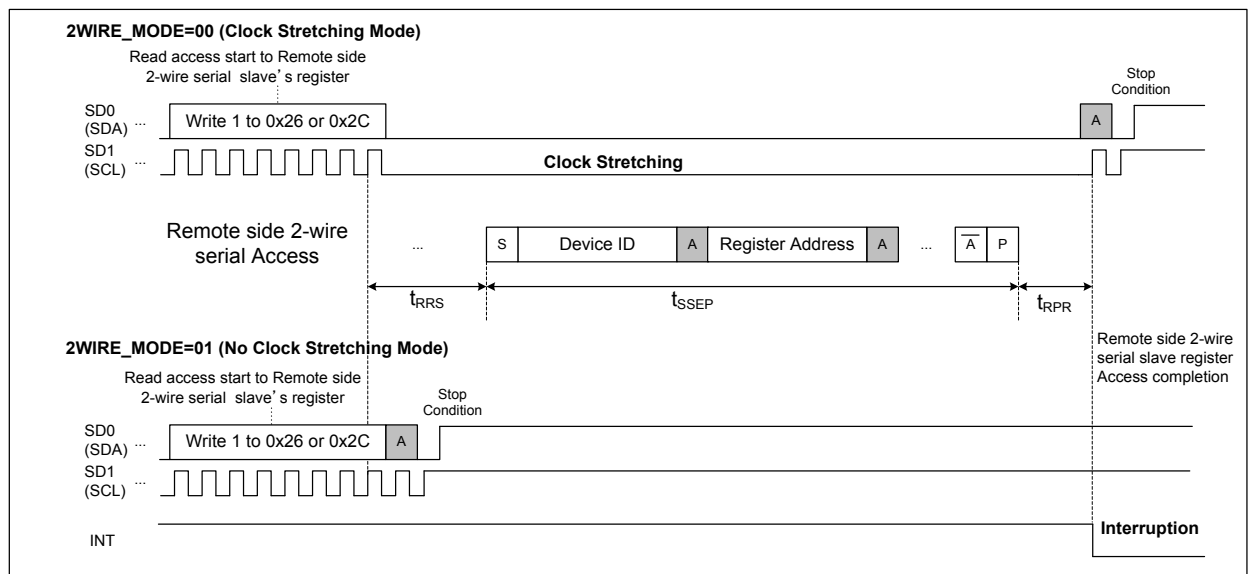 2WIRE_MODE=00 (Clock Stretching Mode)
Read access start to Remote side
2-wire serial slave's register
Stop
Condition
SD0
(SDA) ...
Write 1 to 0x26 or 0x2C
A
SD1
(SCL) ...
Clock Stretching
Remote side 2-wire
serial Access
...
S
Device ID
A
Register Address
A
...
A̅
P
tRRS
tSSEP
tRPR
2WIRE_MODE=01 (No Clock Stretching Mode)
Remote side 2-wire
serial slave register
Access completion
Read access start to Remote side
2-wire serial slave's register
Stop
Condition
SD0
(SDA) ...
Write 1 to 0x26 or 0x2C
A
SD1
(SCL) ...
INT
Interruption